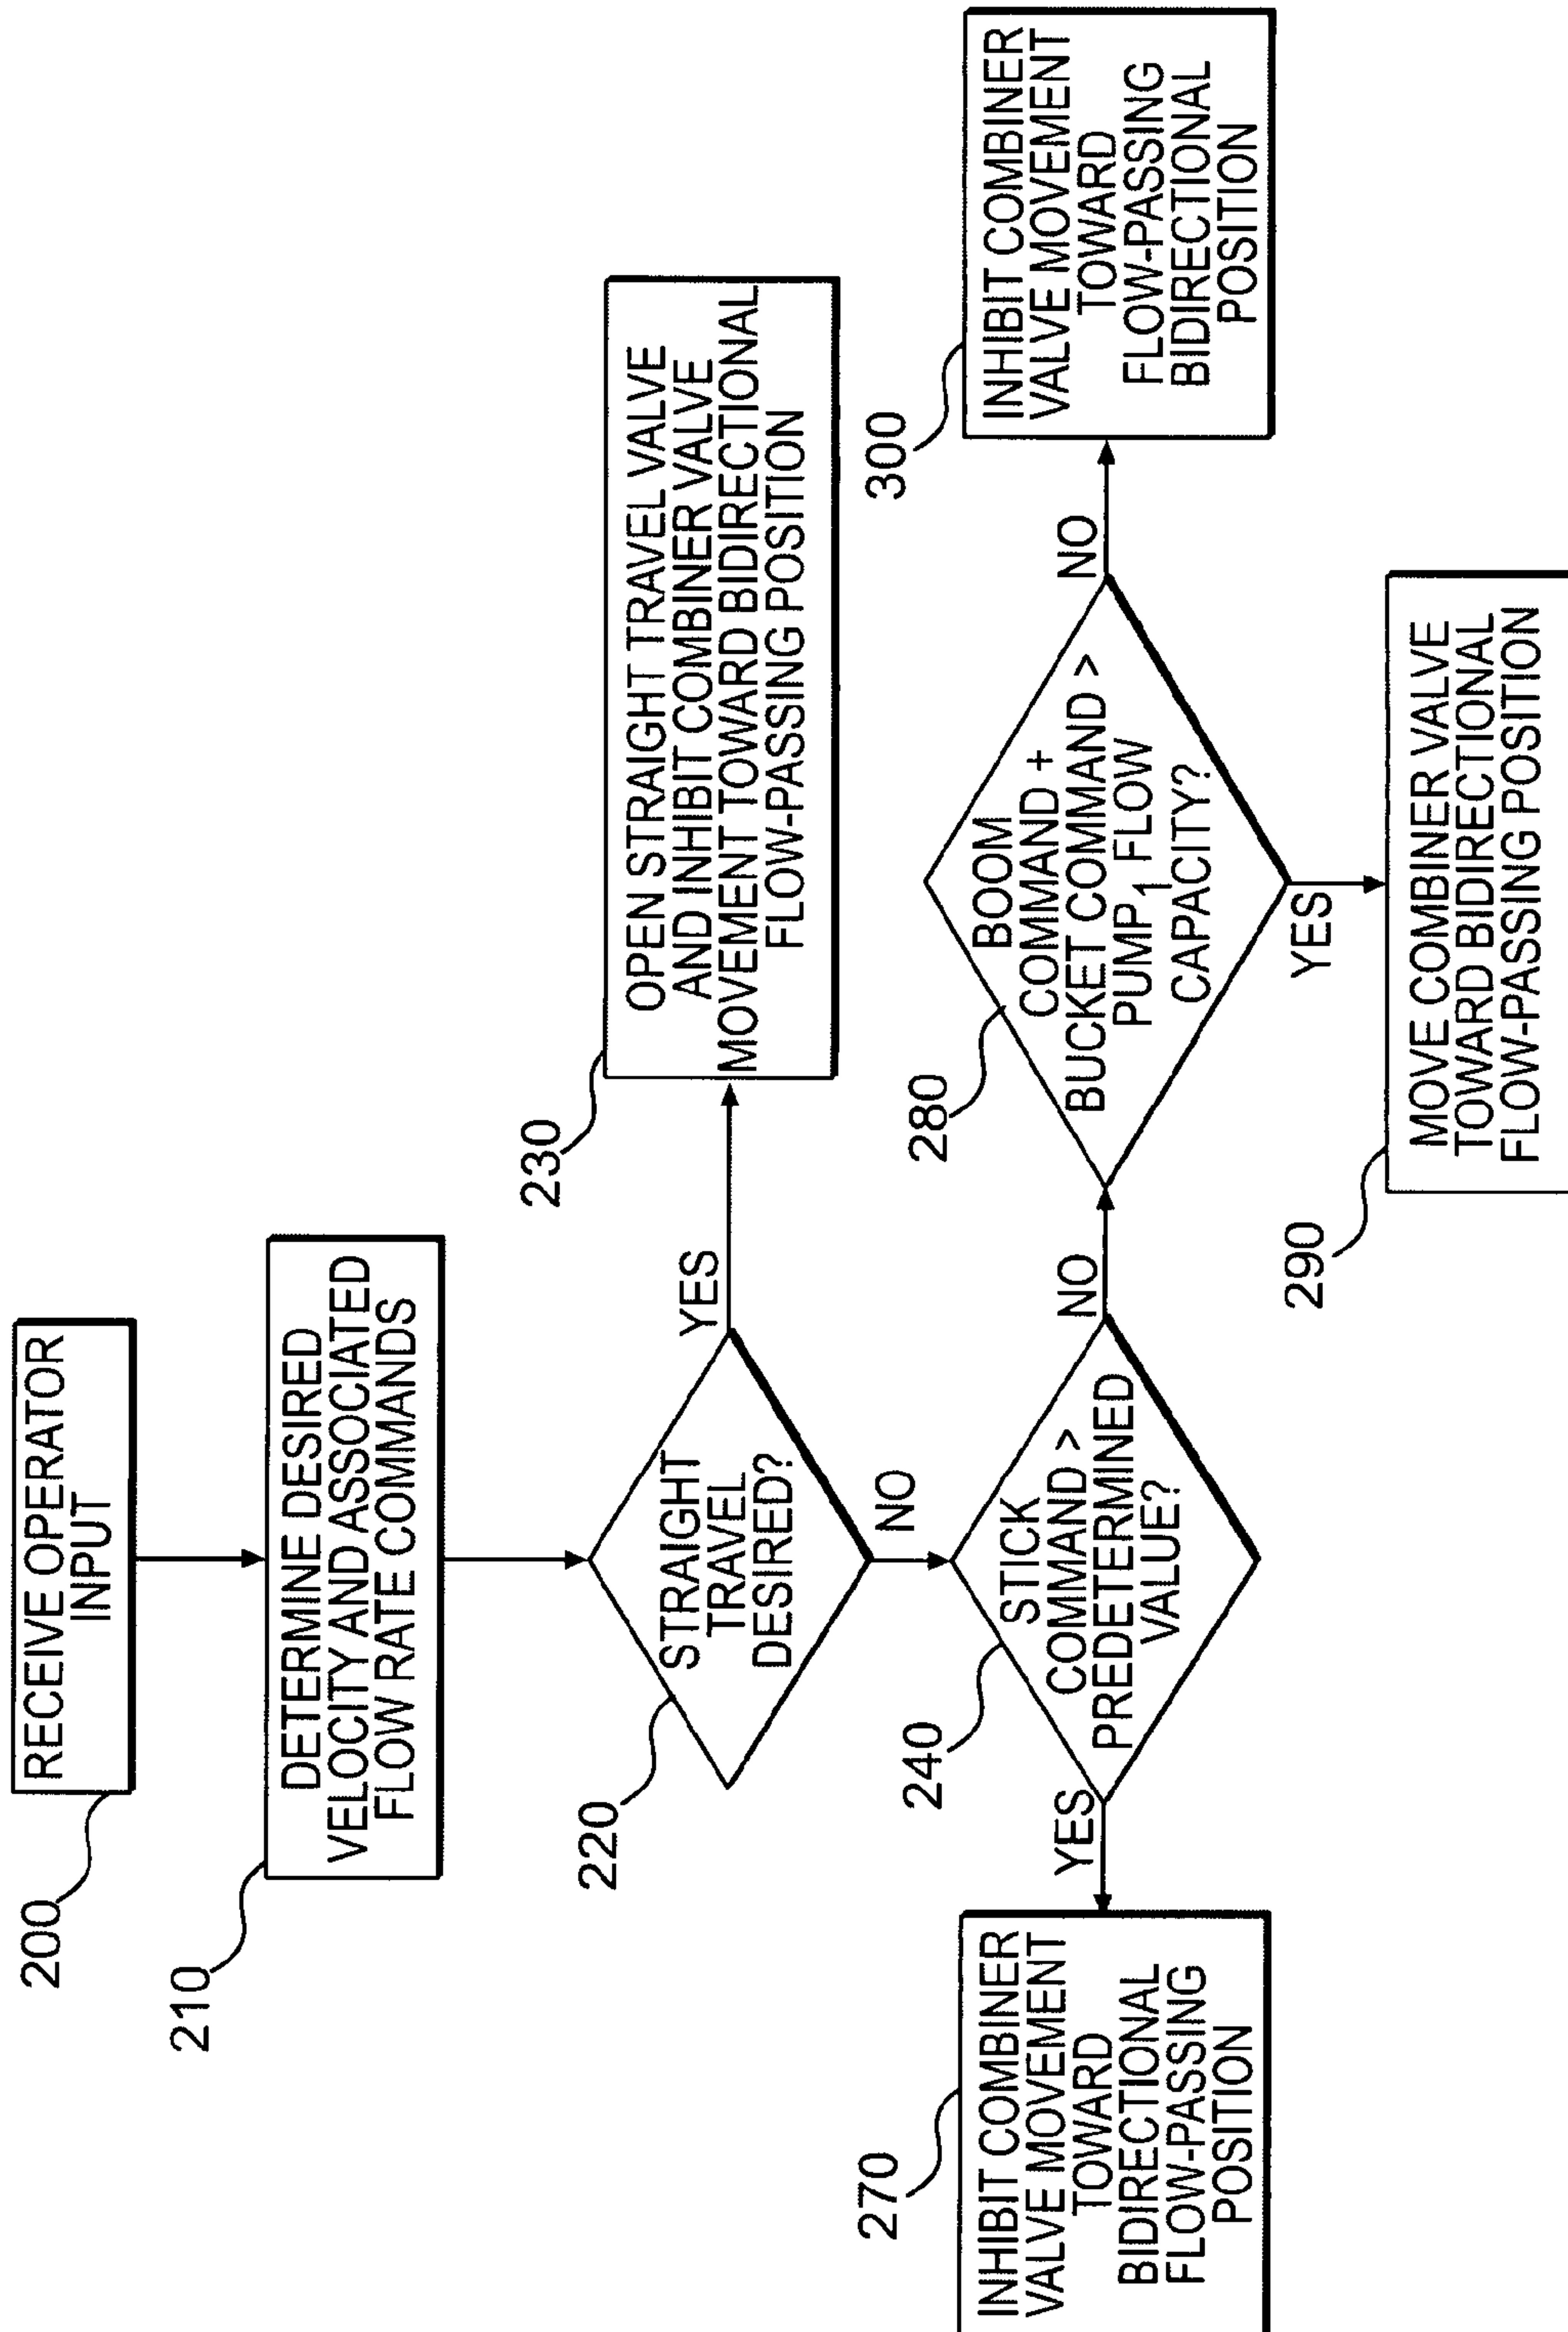 200
RECEIVE OPERATOR
INPUT
210
DETERMINE DESIRED
VELOCITY AND ASSOCIATED
FLOW RATE COMMANDS
220
STRAIGHT
TRAVEL
DESIRED?
YES
NO
230
OPEN STRAIGHT TRAVEL VALVE
AND INHIBIT COMBINER VALVE
MOVEMENT TOWARD BIDIRECTIONAL
FLOW-PASSING POSITION
240
STICK
COMMAND >
PREDETERMINED
VALUE?
YES
NO
270
INHIBIT COMBINER
VALVE MOVEMENT
TOWARD
BIDIRECTIONAL
FLOW-PASSING
POSITION
280
BOOM
COMMAND +
BUCKET COMMAND >
PUMP 1 FLOW
CAPACITY?
NO
YES
300
INHIBIT COMBINER
VALVE MOVEMENT
TOWARD
FLOW-PASSING
BIDIRECTIONAL
POSITION
290
MOVE COMBINER VALVE
TOWARD BIDIRECTIONAL
FLOW-PASSING POSITION